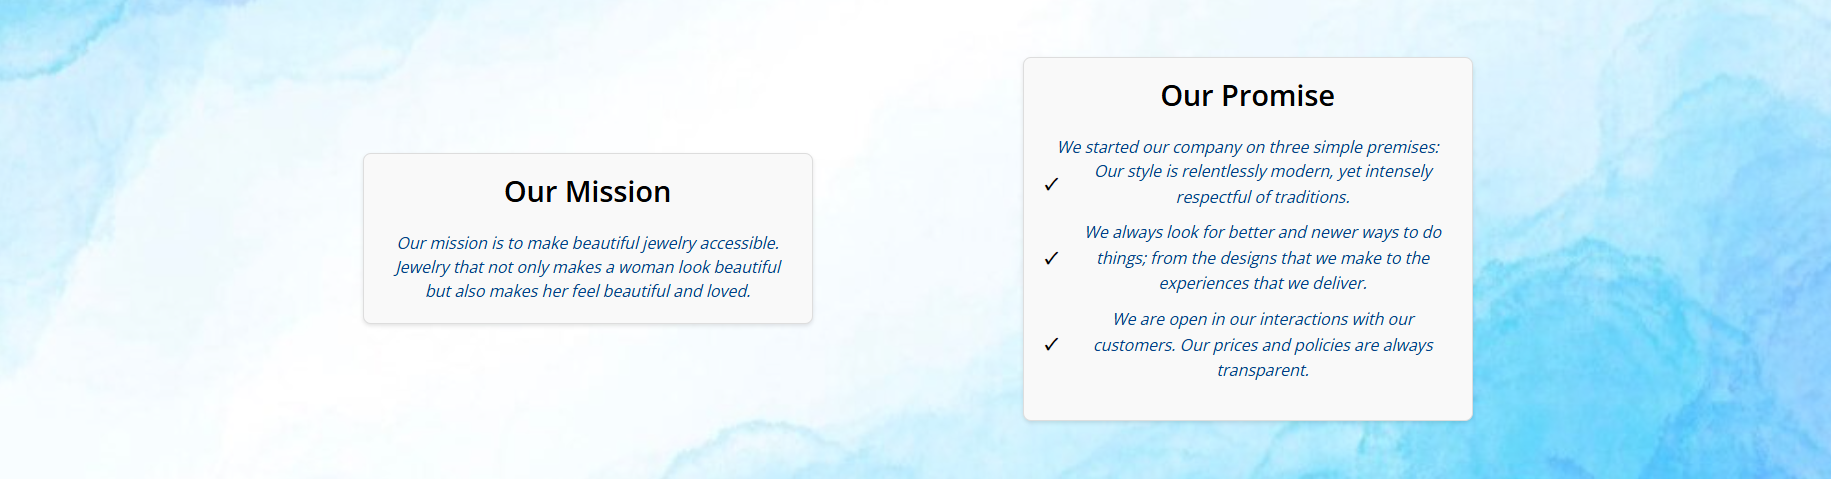 Our Mission
Our mission is to make beautiful jewelry accessible.
Jewelry that not only makes a woman look beautiful
but also makes her feel beautiful and loved.
Our Promise
We started our company on three simple premises:
✓ Our style is relentlessly modern, yet intensely
respectful of traditions.
✓ We always look for better and newer ways to do
things; from the designs that we make to the
experiences that we deliver.
✓ We are open in our interactions with our
customers. Our prices and policies are always
transparent.